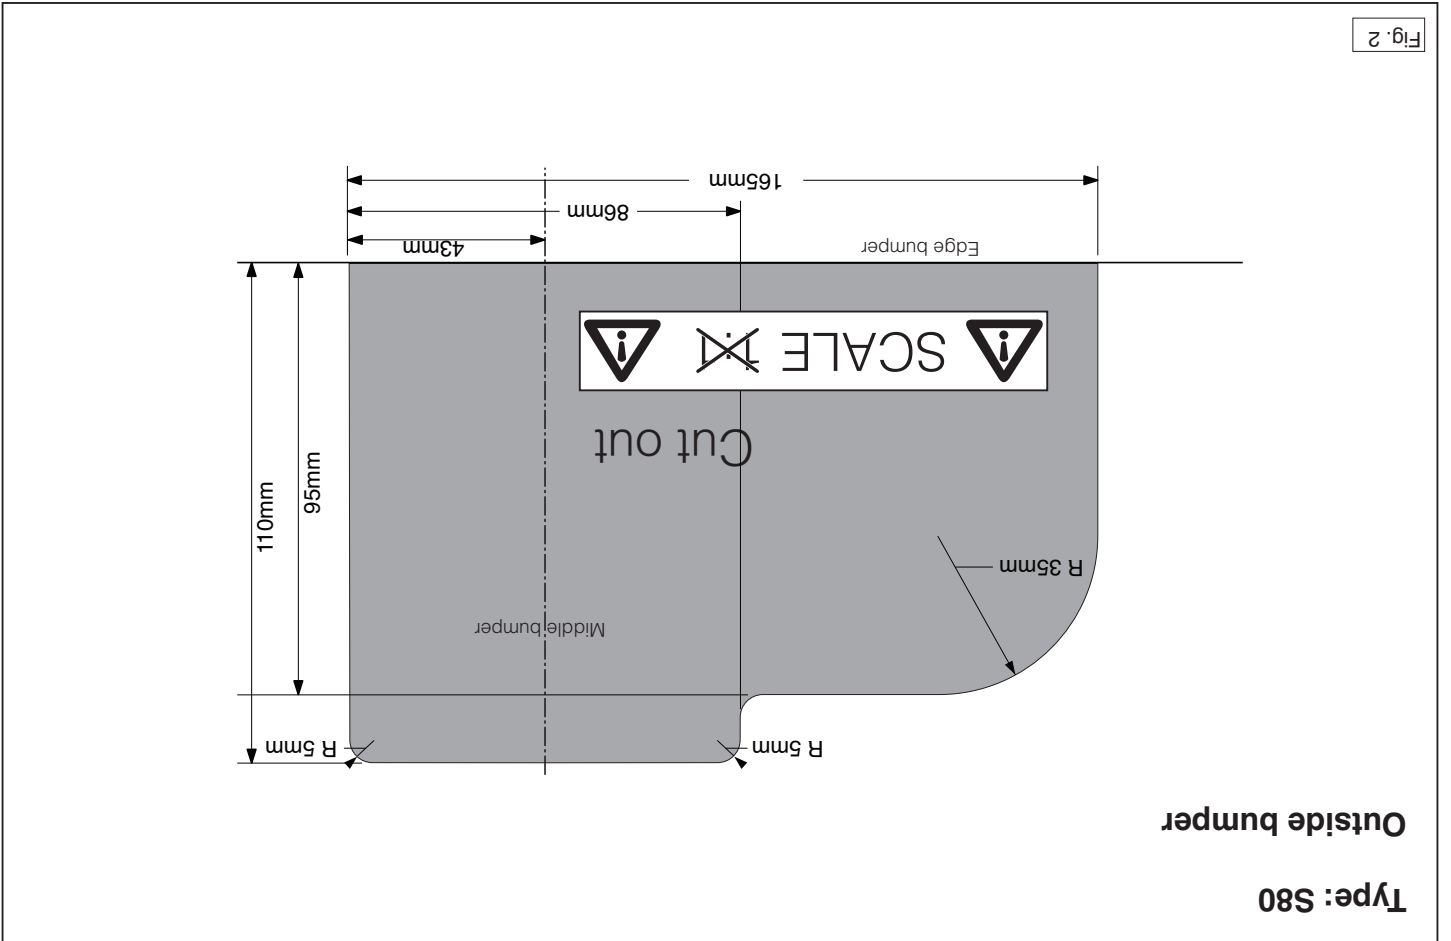 Type: S80
Outside bumper
R 5mm
R 5mm
Middle bumper
R 35mm
110mm
95mm
Cut out
SCALE 1:1
Edge bumper
43mm
86mm
165mm
Fig. 2